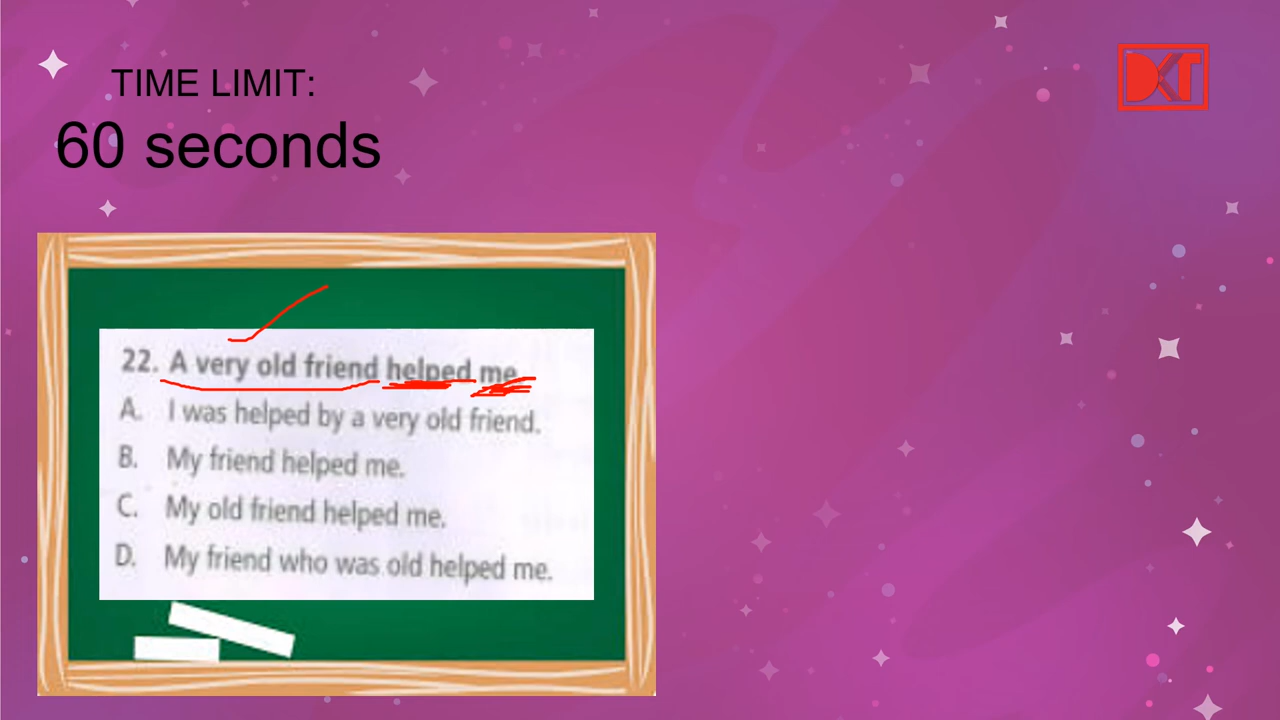 TIME LIMIT:
60 seconds
DKT
22. A very old friend helped me.
A. I was helped by a very old friend.
B. My friend helped me.
C. My old friend helped me.
D. My friend who was old helped me.